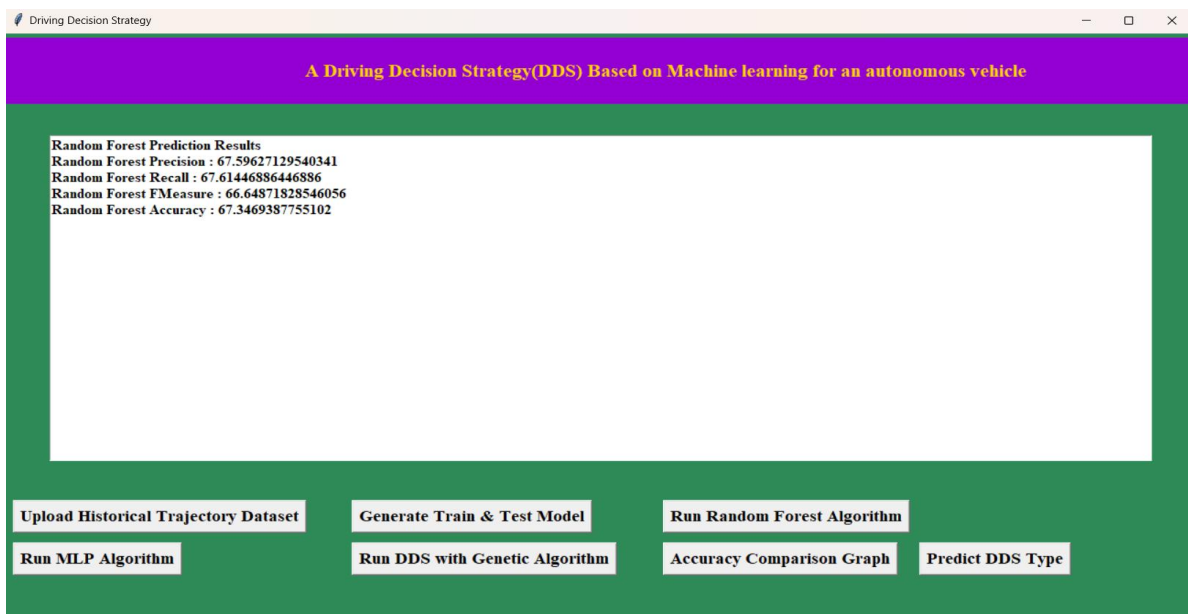 Driving Decision Strategy
A Driving Decision Strategy(DDS) Based on Machine learning for an autonomous vehicle
Random Forest Prediction Results
Random Forest Precision : 67.59627129540341
Random Forest Recall : 67.61446886446886
Random Forest FMeasure : 66.64871828546056
Random Forest Accuracy : 67.3469387755102
Upload Historical Trajectory Dataset
Generate Train & Test Model
Run Random Forest Algorithm
Run MLP Algorithm
Run DDS with Genetic Algorithm
Accuracy Comparison Graph
Predict DDS Type